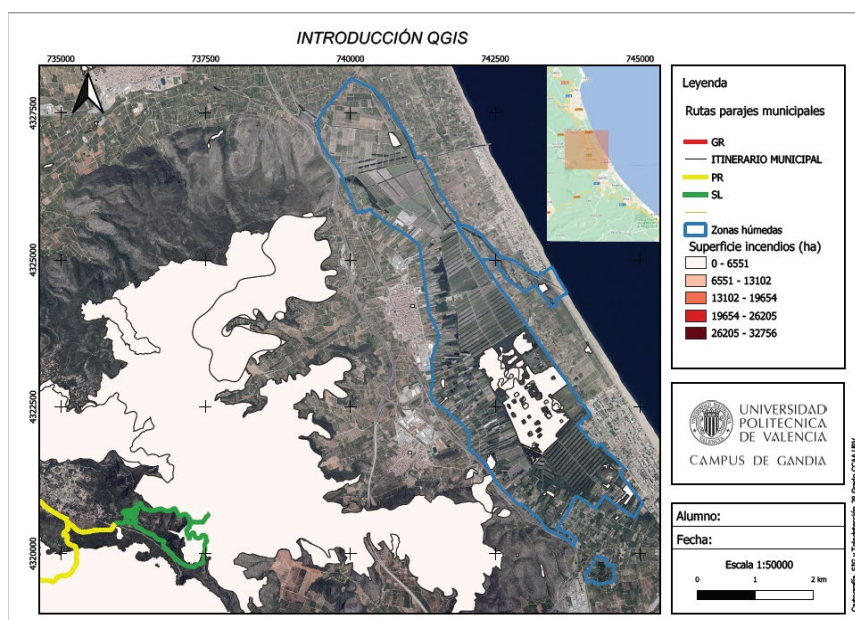 INTRODUCCIÓN QGIS
735000 737500 740000 742500 745000
4327500
4325000
4322500
4320000
Leyenda
Rutas parajes municipales
GR
ITINERARIO MUNICIPAL
PR
SL
Zonas húmedas
Superficie incendios (ha)
0 - 6551
6551 - 13102
13102 - 19654
19654 - 26205
26205 - 32756
UNIVERSIDAD
POLITECNICA
DE VALENCIA
CAMPUS DE GANDIA
Alumno:
Fecha:
Escala 1:50000
0 1 2 km